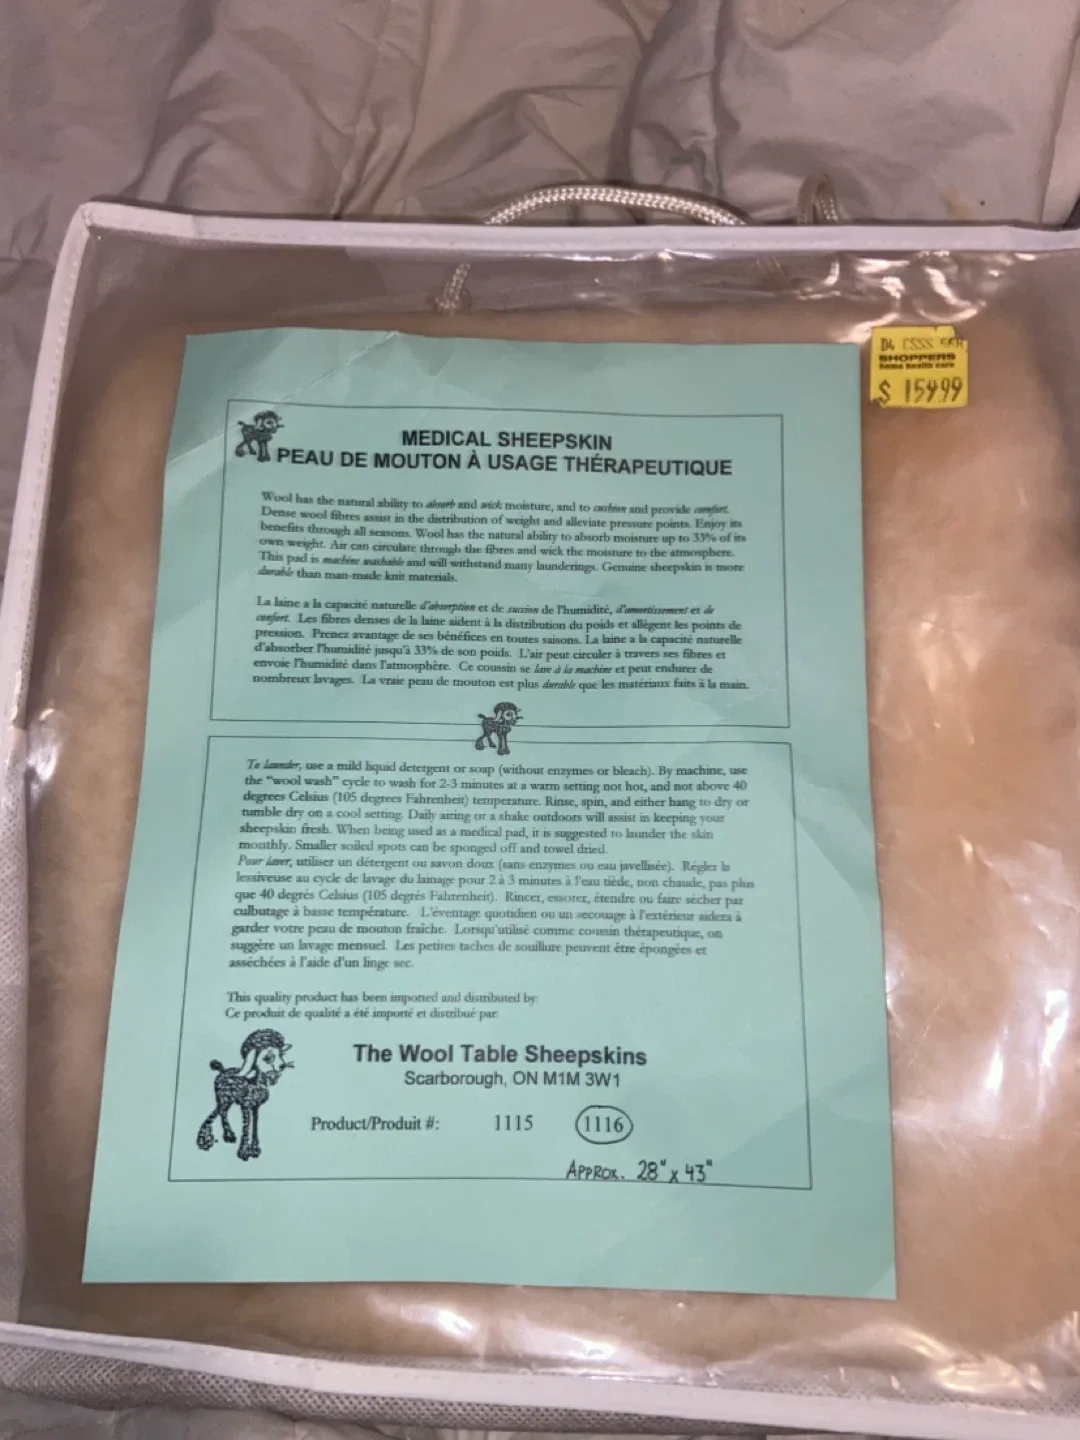 D4 CSSS
SHOPPERS
home health care
$ 159.99
MEDICAL SHEEPSKIN
PEAU DE MOUTON À USAGE THÉRAPEUTIQUE
Wool has the natural ability to absorb and wick moisture, and to cushion and provide comfort.
Dense wool fibres assist in the distribution of weight and alleviate pressure points. Enjoy its
benefits through all seasons. Wool has the natural ability to absorb moisture up to 33% of its
own weight. Air can circulate through the fibres and wick the moisture to the atmosphere.
This pad is machine washable and will withstand many launderings. Genuine sheepskin is more
durable than man-made knit materials.
La laine a la capacité naturelle d'absorption et de succion de l'humidité, d'amortissement et de
confort. Les fibres denses de la laine aident à la distribution du poids et allègent les points de
pression. Prenez avantage de ses bénéfices en toutes saisons. La laine a la capacité naturelle
d'absorber l'humidité jusqu'à 33% de son poids. L'air peut circuler à travers ses fibres et
envoie l'humidité dans l'atmosphère. Ce coussin se lave à la machine et peut endurer de
nombreux lavages. La vraie peau de mouton est plus durable que les matériaux faits à la main.
To launder, use a mild liquid detergent or soap (without enzymes or bleach). By machine, use
the "wool wash" cycle to wash for 2-3 minutes at a warm setting not hot, and not above 40
degrees Celsius (105 degrees Fahrenheit) temperature. Rinse, spin, and either hang to dry or
tumble dry on a cool setting. Daily airing or a shake outdoors will assist in keeping your
sheepskin fresh. When being used as a medical pad, it is suggested to launder the skin
monthly. Smaller soiled spots can be sponged off and towel dried.
Pour laver, utiliser un détergent ou savon doux (sans enzymes ou eau javellisée). Régler la
lessiveuse au cycle de lavage du lainage pour 2 à 3 minutes à l'eau tiède, non chaude, pas plus
que 40 degrés Celsius (105 degrés Fahrenheit). Rincer, essorer, étendre ou faire sécher par
culbutage à basse température. L'éventage quotidien ou un secouage à l'extérieur aidera à
garder votre peau de mouton fraîche. Lorsqu'utilisé comme coussin thérapeutique, on
suggère un lavage mensuel. Les petites taches de souillure peuvent être épongées et
asséchées à l'aide d'un linge sec.
This quality product has been imported and distributed by:
Ce produit de qualité a été importé et distribué par:
The Wool Table Sheepskins
Scarborough, ON M1M 3W1
Product/Produit #: 1115 1116
APPROX. 28" x 43"